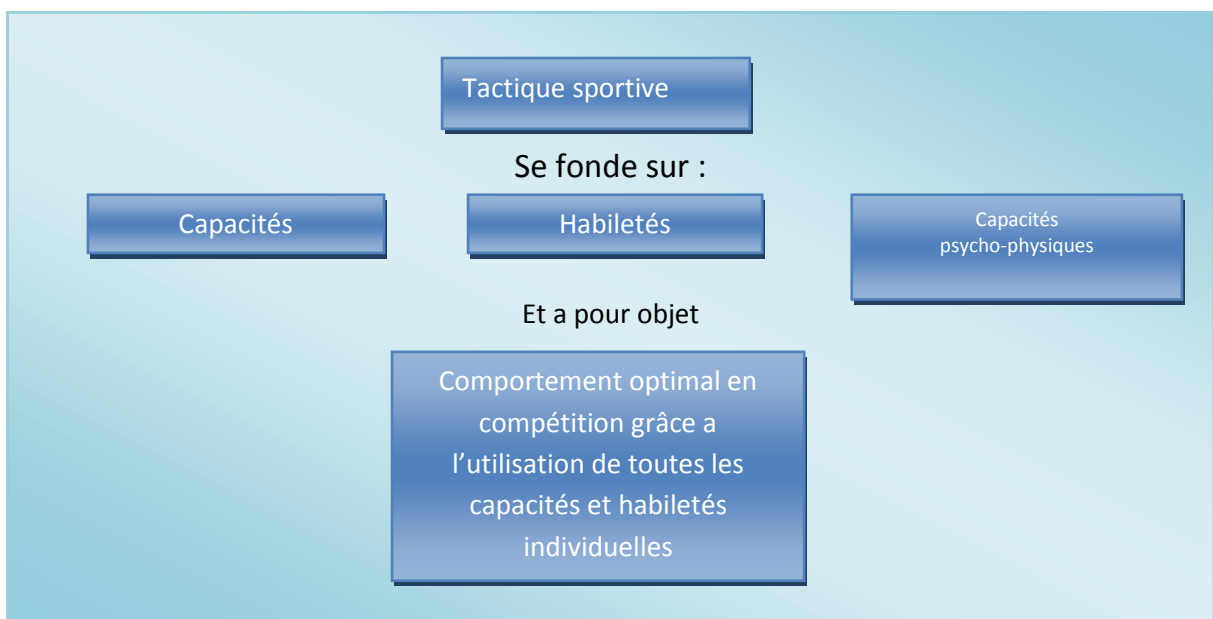 Tactique sportive
Se fonde sur :
Capacités
Habiletés
Capacités
psycho-physiques
Et a pour objet
Comportement optimal en
compétition grâce a
l’utilisation de toutes les
capacités et habiletés
individuelles